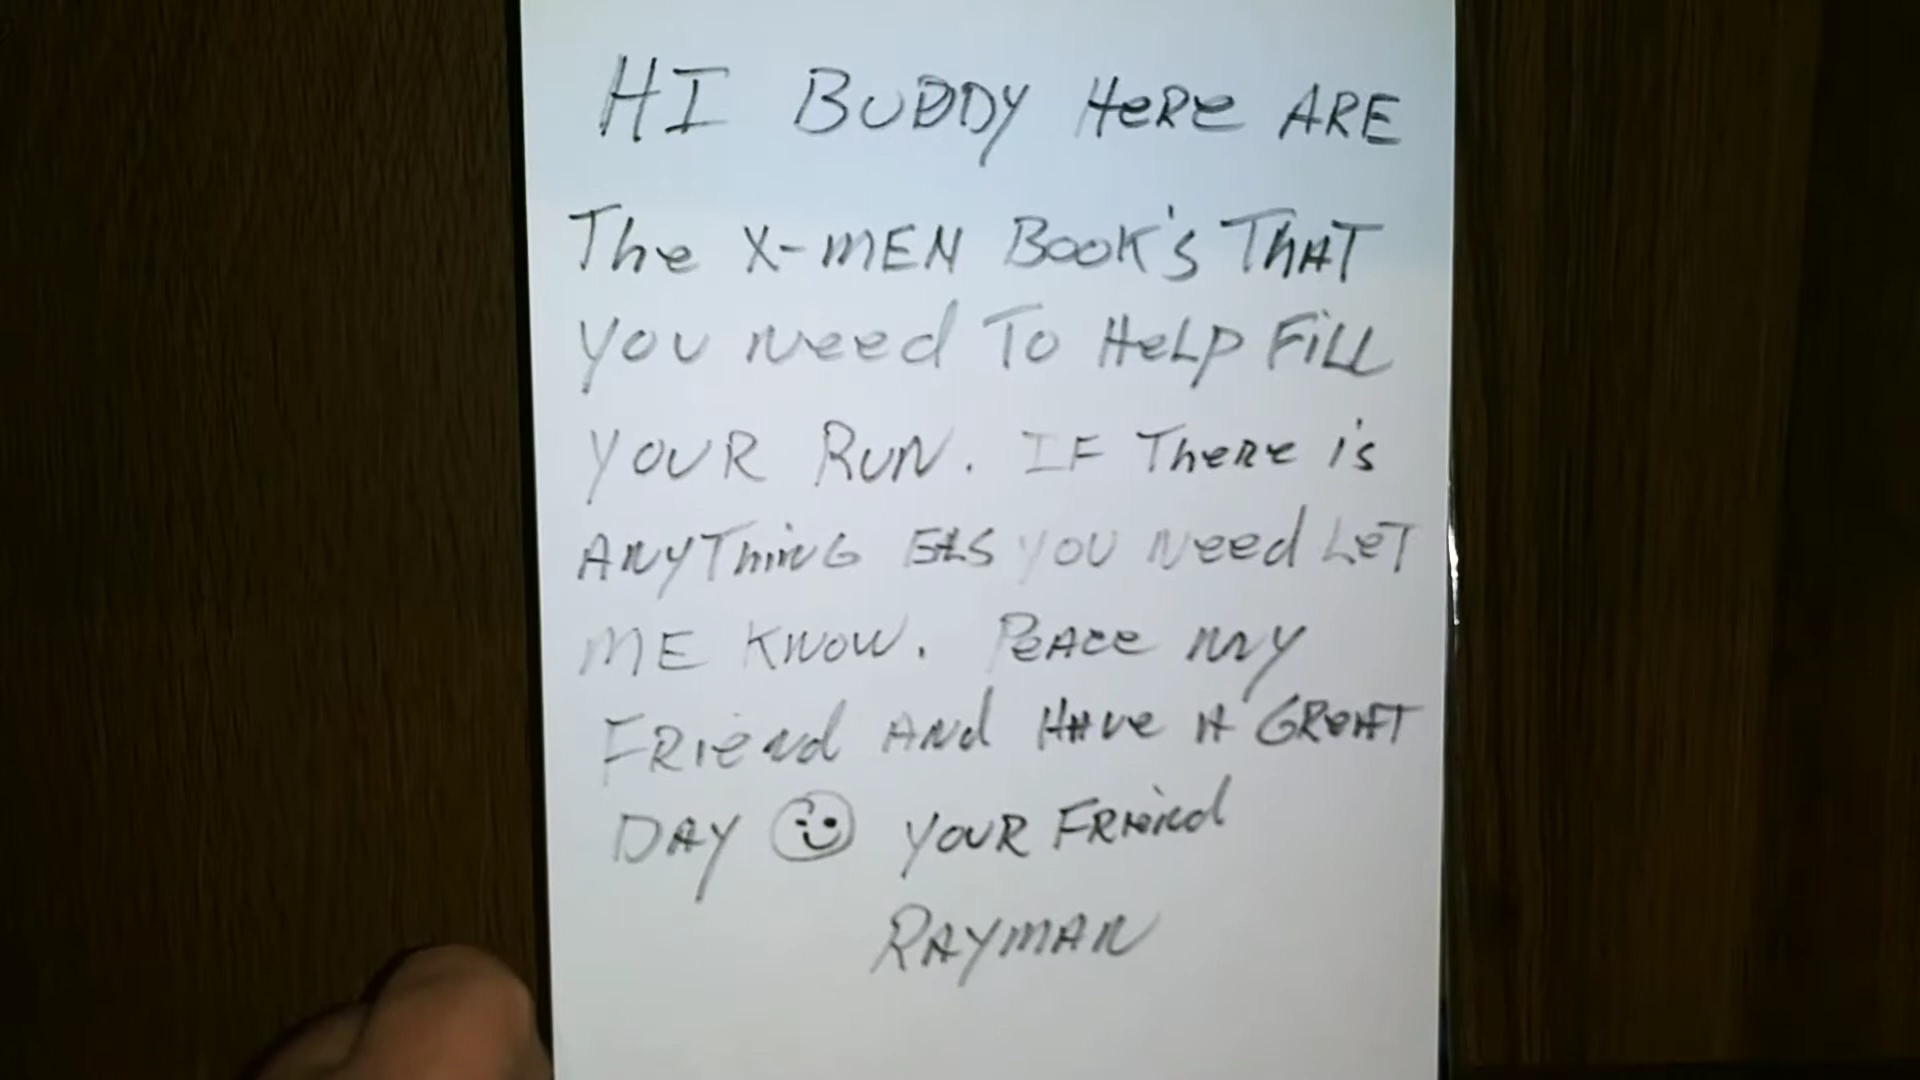 HI BUDDY HeRe ARE
The X-MEN BOOK'S THAT
YOU Need To HeLP FiLL
YOUR RUN. IF TheRe is
ANYThiNG ELS YOU Need LeT
ME KNOW. PeAce MY
FRiend ANd HAve A GReAT
DAY ☺ YOUR FRieNd
RAYMAN